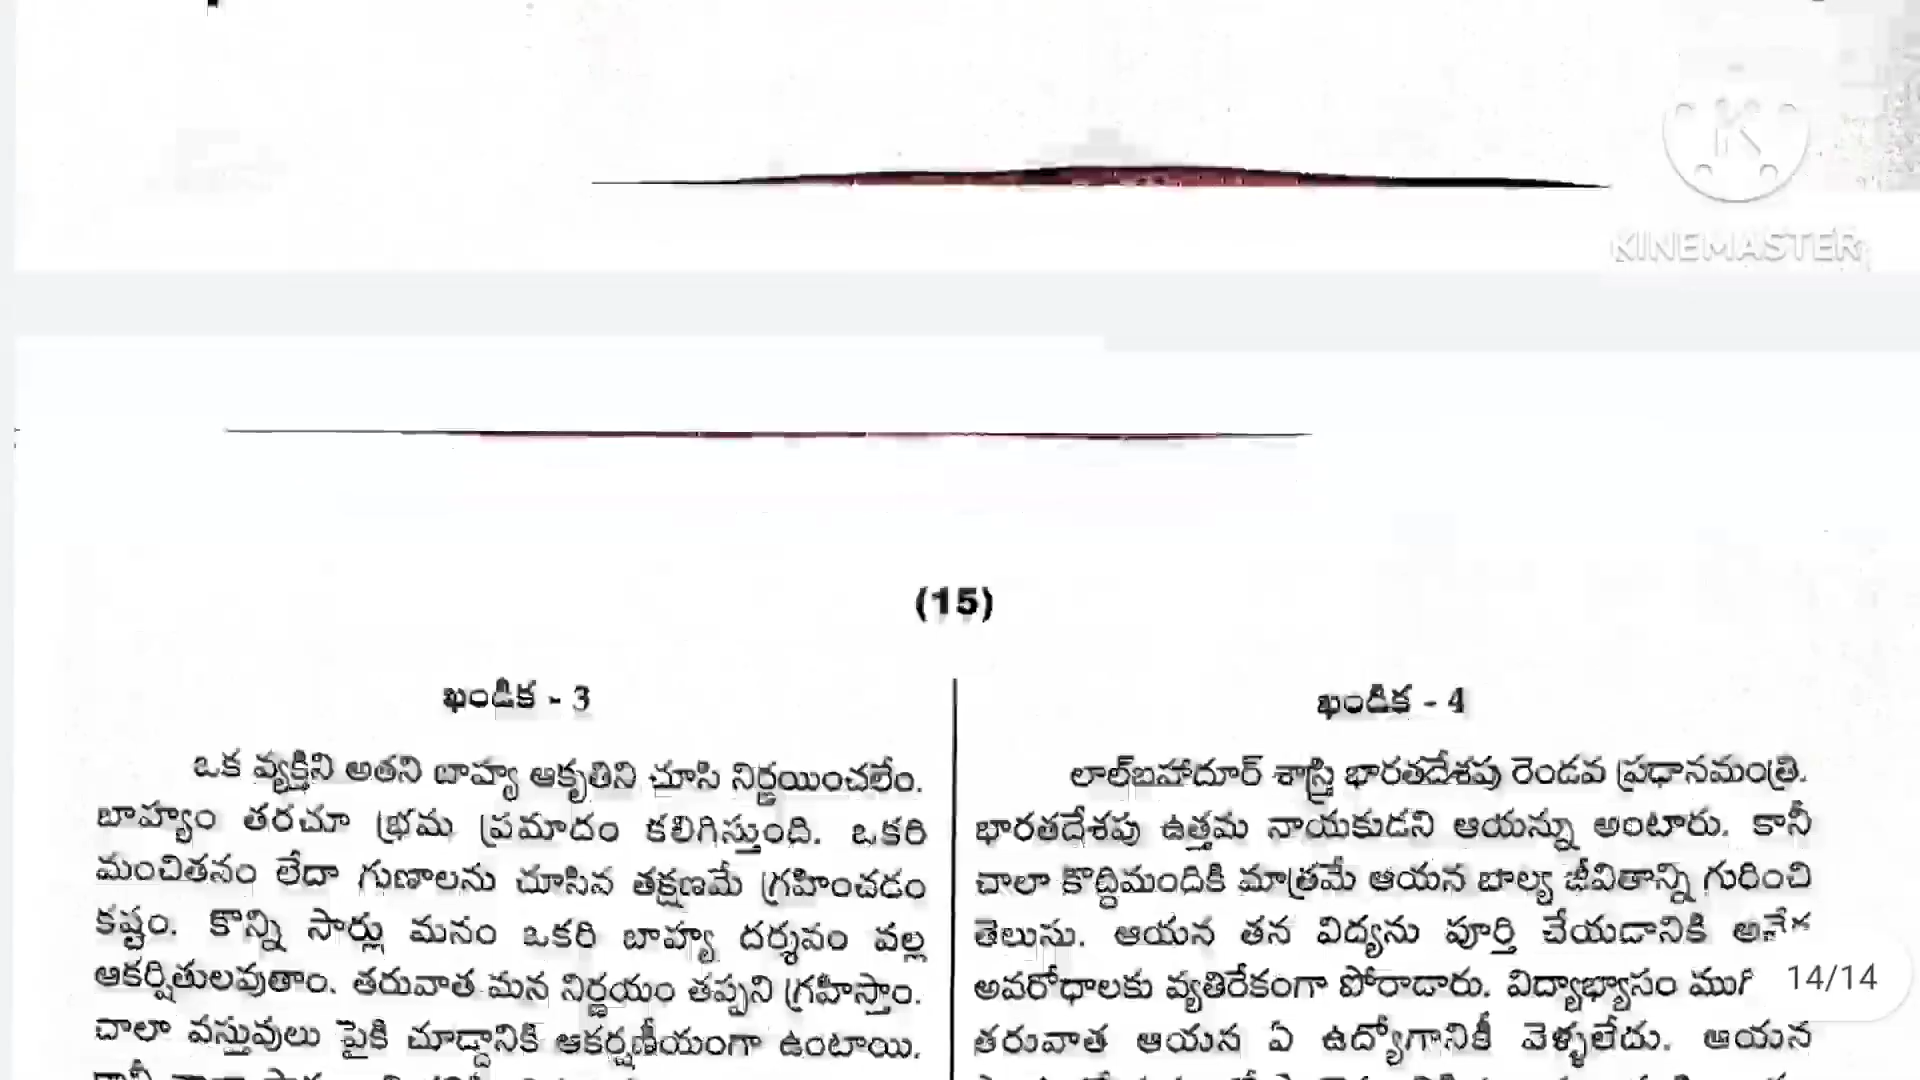 KINEMASTER
(15)
ఖండిక - 3
ఒక వ్యక్తిని అతని బాహ్య ఆకృతిని చూసి నిర్ణయించలేం.
బాహ్యం తరచూ భ్రమ ప్రమాదం కలిగిస్తుంది. ఒకరి
మంచితనం లేదా గుణాలను చూసిన తక్షణమే గ్రహించడం
కష్టం. కొన్ని సార్లు మనం ఒకరి బాహ్య దర్శనం వల్ల
ఆకర్షితులవుతాం. తరువాత మన నిర్ణయం తప్పని గ్రహిస్తాం.
చాలా వస్తువులు పైకి చూడ్డానికి ఆకర్షణీయంగా ఉంటాయి.
ఖండిక - 4
లాల్‌బహాదూర్ శాస్త్రి భారతదేశపు రెండవ ప్రధానమంత్రి.
భారతదేశపు ఉత్తమ నాయకుడని ఆయన్ను అంటారు. కానీ
చాలా కొద్దిమందికి మాత్రమే ఆయన బాల్య జీవితాన్ని గురించి
తెలుసు. ఆయన తన విద్యను పూర్తి చేయడానికి అనేక
అవరోధాలకు వ్యతిరేకంగా పోరాడారు. విద్యాభ్యాసం
తరువాత ఆయన ఏ ఉద్యోగానికీ వెళ్ళలేదు. ఆయన
14/14